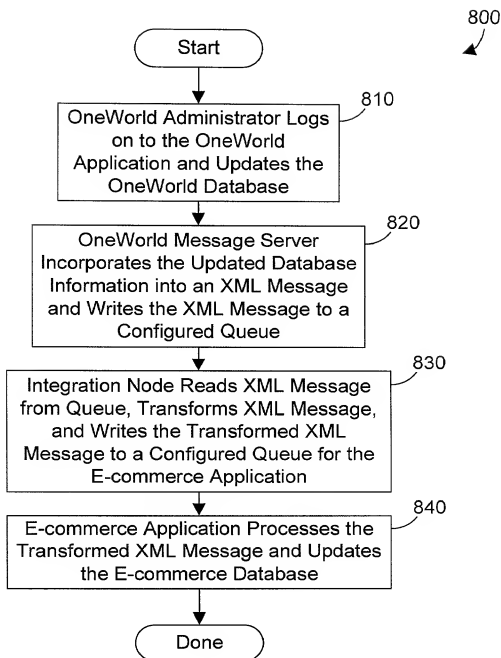 800
Start
810
OneWorld Administrator Logs
on to the OneWorld
Application and Updates the
OneWorld Database
820
OneWorld Message Server
Incorporates the Updated Database
Information into an XML Message
and Writes the XML Message to a
Configured Queue
830
Integration Node Reads XML Message
from Queue, Transforms XML Message,
and Writes the Transformed XML
Message to a Configured Queue for the
E-commerce Application
840
E-commerce Application Processes the
Transformed XML Message and Updates
the E-commerce Database
Done